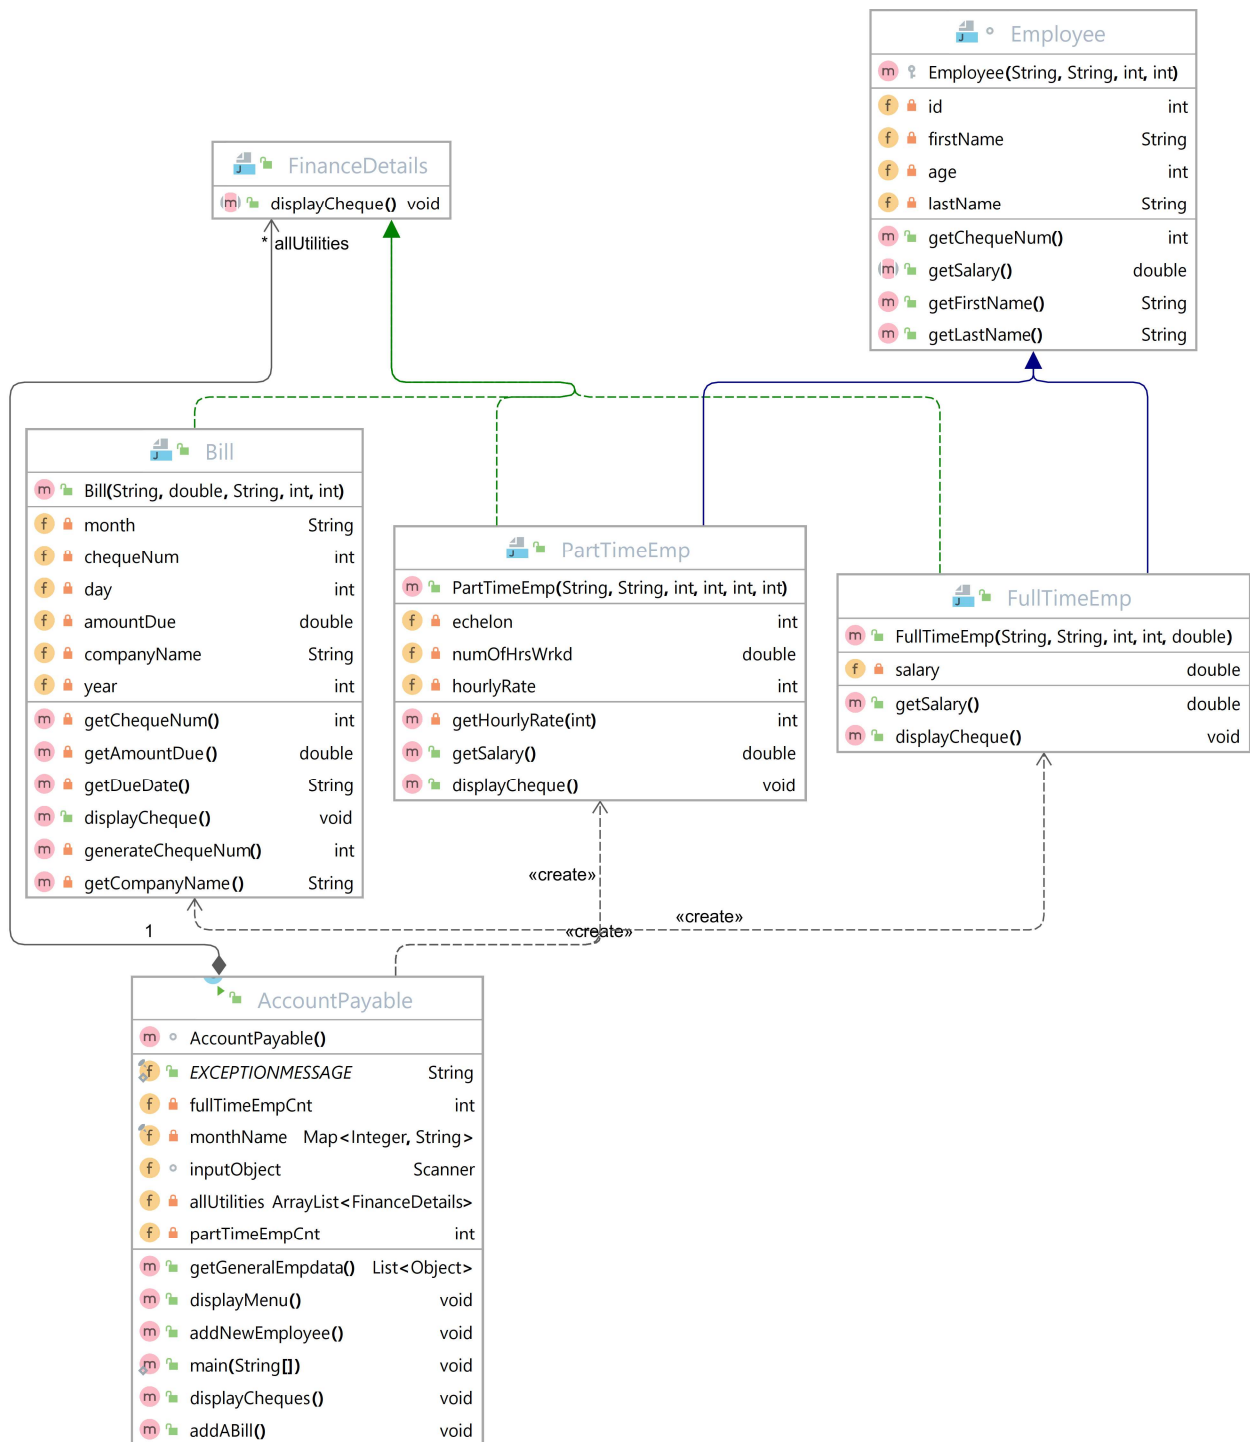 Employee
Employee(String, String, int, int)
id int
firstName String
age int
lastName String
getChequeNum() int
getSalary() double
getFirstName() String
getLastName() String
FinanceDetails
displayCheque() void
* allUtilities
Bill
Bill(String, double, String, int, int)
month String
chequeNum int
day int
amountDue double
companyName String
year int
getChequeNum() int
getAmountDue() double
getDueDate() String
displayCheque() void
generateChequeNum() int
getCompanyName() String
PartTimeEmp
PartTimeEmp(String, String, int, int, int, int)
echelon int
numOfHrsWrkd double
hourlyRate int
getHourlyRate(int) int
getSalary() double
displayCheque() void
FullTimeEmp
FullTimeEmp(String, String, int, int, double)
salary double
getSalary() double
displayCheque() void
«create»
«create»
«create»
1
AccountPayable
AccountPayable()
EXCEPTIONMESSAGE String
fullTimeEmpCnt int
monthName Map<Integer, String>
inputObject Scanner
allUtilities ArrayList<FinanceDetails>
partTimeEmpCnt int
getGeneralEmpdata() List<Object>
displayMenu() void
addNewEmployee() void
main(String[]) void
displayCheques() void
addABill() void